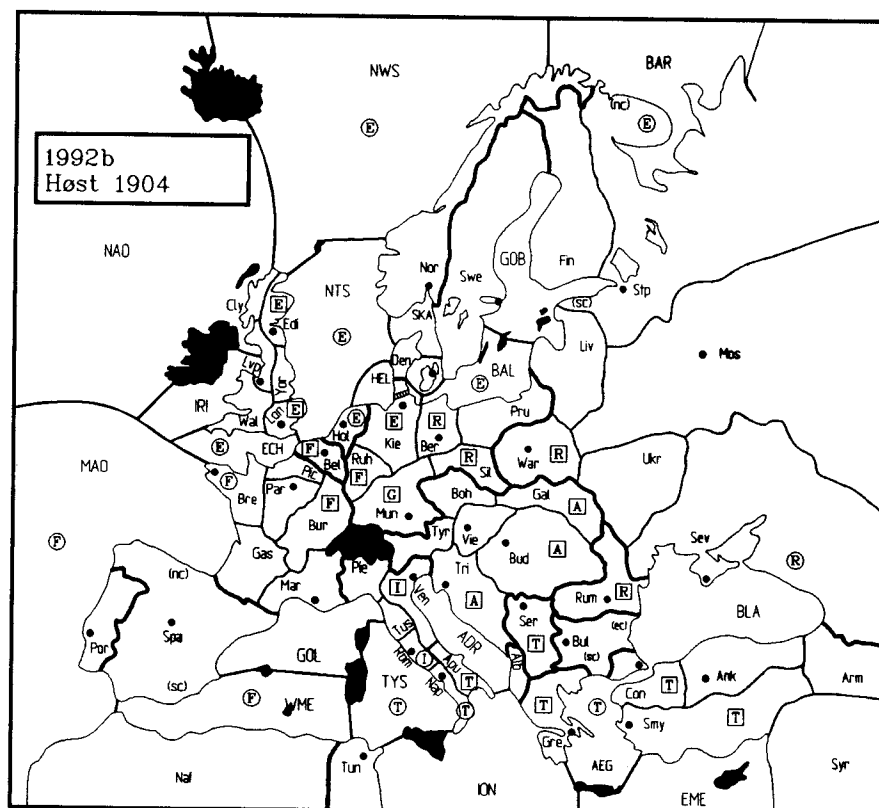 NWS
BAR
(nc)
E
E
1992b
Høst 1904
NAO
Nor
Swe
GOB
Fin
Stp
(sc)
Cly
E
Edi
NTS
E
SKA
Mos
Lvp
Yor
Den
HEL
BAL
E
Liv
IRI
Wal
Lon
E
Hol
E
E
Kie
R
Ber
Pru
MAO
E
ECH
F
Bel
Pic
Ruh
F
R
Sil
War
R
Ukr
F
Bre
Par
F
Bur
G
Mun
Boh
Gal
A
F
Tyr
Vie
Bud
A
Sev
R
(nc)
Gas
Mar
Pie
I
Ven
Tri
A
Rum
R
BLA
Por
Spa
GOL
Tus
Rom
ADR
Ser
T
Bul
(ec)
(sc)
I
Apu
Nap
T
Alb
(sc)
F
WME
TYS
T
T
T
T
Con
T
Ank
Arm
Smy
T
Gre
Naf
Tun
ION
AEG
EME
Syr